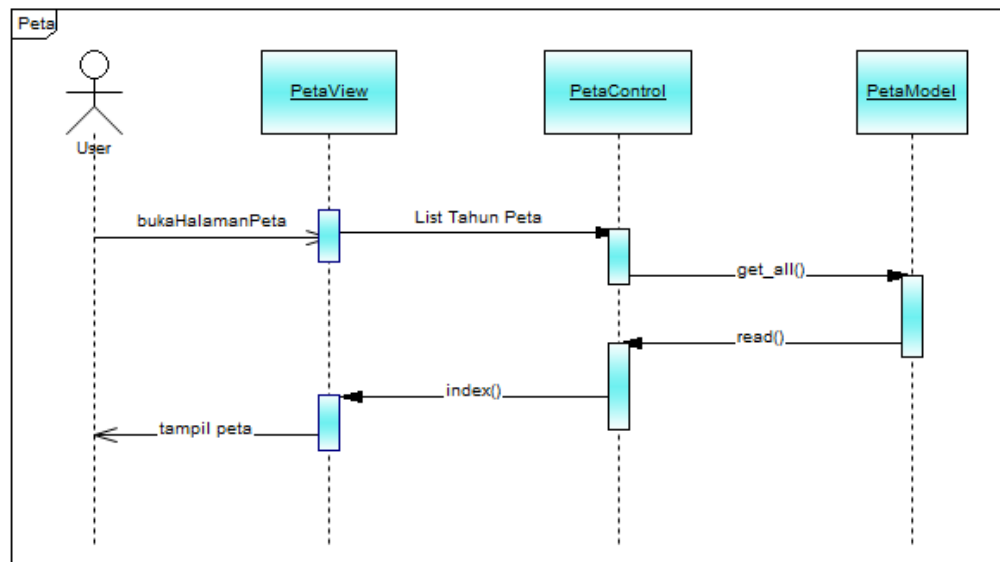 Peta
PetaView
PetaControl
PetaModel
User
bukaHalamanPeta
List Tahun Peta
get_all()
read()
index()
tampil peta